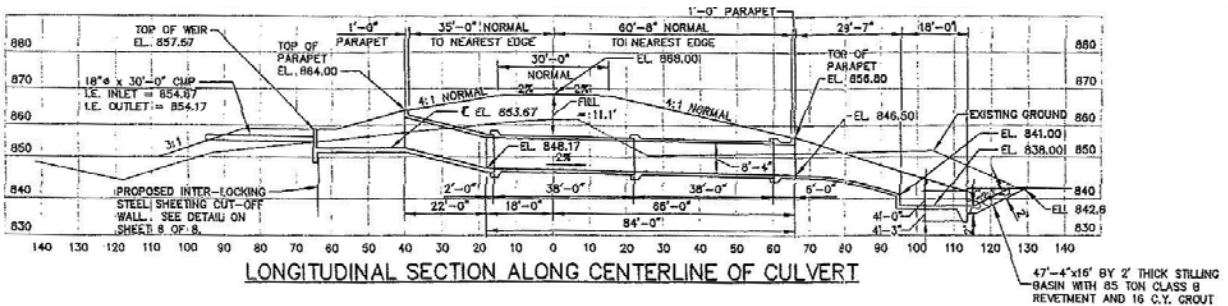 1'-0" PARAPET
1'-0"
PARAPET
35'-0" NORMAL
TO NEAREST EDGE
60'-8" NORMAL
TO NEAREST EDGE
29'-7"
18'-0"
TOP OF WEIR
EL. 857.67
TOP OF
PARAPET
EL. 864.00
30'-0"
NORMAL
EL. 868.00
TOP OF
PARAPET
EL. 856.80
880
870
860
850
840
830
880
870
860
850
840
830
18"ø x 30'-0" CMP
I.E. INLET = 854.67
I.E. OUTLET = 854.17
4:1 NORMAL
2%
2%
4:1 NORMAL
EL. 853.67
FILL
=11.1'
EL. 846.50
EXISTING GROUND
EL. 841.00
EL. 838.00
3:1
EL. 848.17
2%
8'-4"
PROPOSED INTER-LOCKING
STEEL SHEETING CUT-OFF
WALL. SEE DETAIL ON
SHEET 8 OF 8.
2'-0"
38'-0"
38'-0"
6'-0"
22'-0"
18'-0"
66'-0"
84'-0"
4'-0"
4'-3"
140 130 120 110 100 90 80 70 60 50 40 30 20 10 0 10 20 30 40 50 60 70 80 90 100 110 120 130 140
LONGITUDINAL SECTION ALONG CENTERLINE OF CULVERT
47'-4"x16' BY 2' THICK STILLING
BASIN WITH 85 TON CLASS B
REVETMENT AND 16 C.Y. GROUT